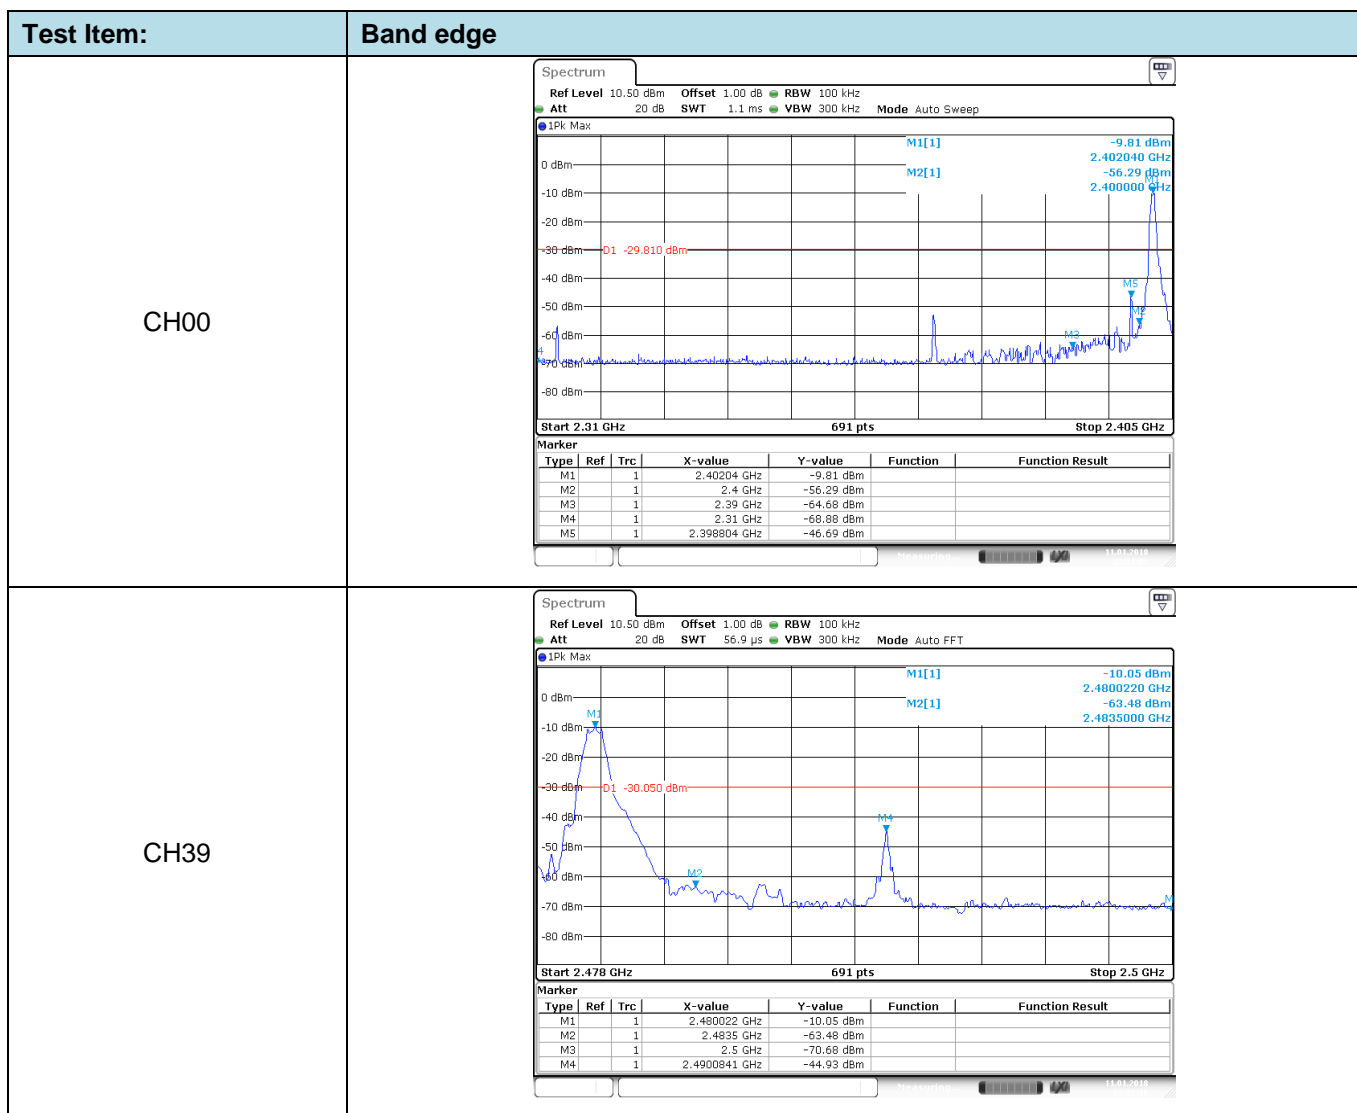 Test Item: Band edge
CH00
Spectrum
Ref Level 10.50 dBm Offset 1.00 dB RBW 100 kHz
Att 20 dB SWT 1.1 ms VBW 300 kHz Mode Auto Sweep
1Pk Max
M1[1] -9.81 dBm
2.402040 GHz
M2[1] -56.29 dBm
2.400000 GHz
M1
0 dBm
-10 dBm
-20 dBm
-30 dBm
D1 -29.810 dBm
-40 dBm
M5
-50 dBm
M2
-60 dBm
M3
4
-70 dBm
-80 dBm
Start 2.31 GHz 691 pts Stop 2.405 GHz
Marker
Type Ref Trc X-value Y-value Function Function Result
M1 1 2.40204 GHz -9.81 dBm
M2 1 2.4 GHz -56.29 dBm
M3 1 2.39 GHz -64.68 dBm
M4 1 2.31 GHz -68.88 dBm
M5 1 2.398804 GHz -46.69 dBm
Measuring...
11.01.2018
CH39
Spectrum
Ref Level 10.50 dBm Offset 1.00 dB RBW 100 kHz
Att 20 dB SWT 56.9 µs VBW 300 kHz Mode Auto FFT
1Pk Max
M1[1] -10.05 dBm
2.4800220 GHz
M2[1] -63.48 dBm
2.4835000 GHz
0 dBm
M1
-10 dBm
-20 dBm
-30 dBm
D1 -30.050 dBm
-40 dBm
M4
-50 dBm
-60 dBm
M2
-70 dBm
M
-80 dBm
Start 2.478 GHz 691 pts Stop 2.5 GHz
Marker
Type Ref Trc X-value Y-value Function Function Result
M1 1 2.480022 GHz -10.05 dBm
M2 1 2.4835 GHz -63.48 dBm
M3 1 2.5 GHz -70.68 dBm
M4 1 2.4900841 GHz -44.93 dBm
Measuring...
11.01.2018